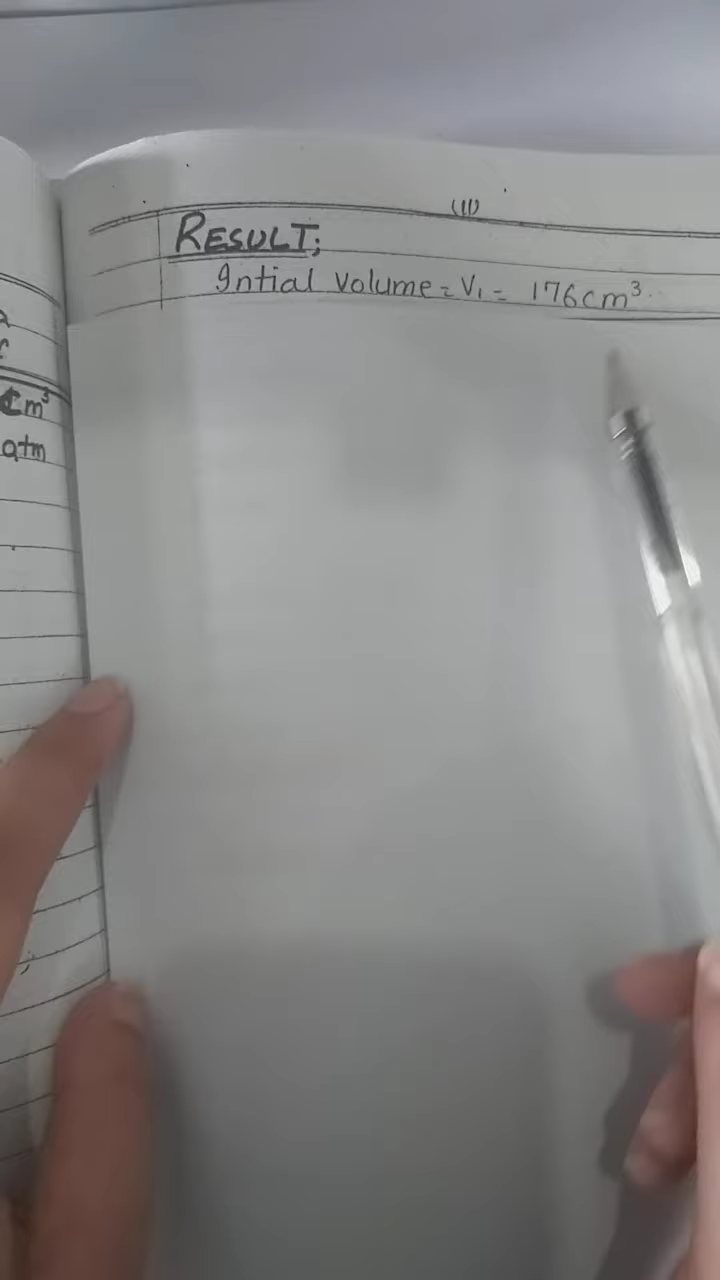 (11)
RESULT;
Intial Volume = V₁ = 176cm³.
cm³
atm